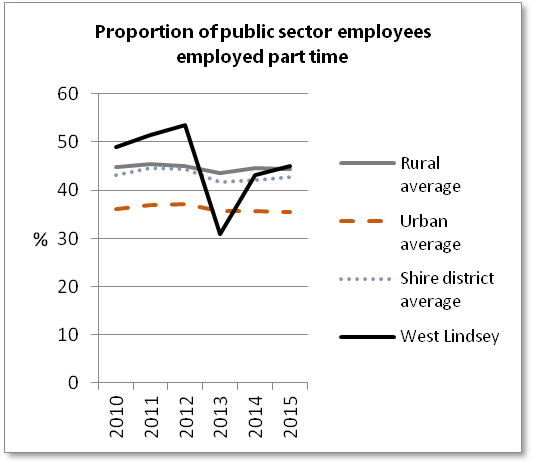 Proportion of public sector employees
employed part time
60
50
40
30
20
10
0
%
2010
2011
2012
2013
2014
2015
Rural
average
Urban
average
Shire district
average
West Lindsey